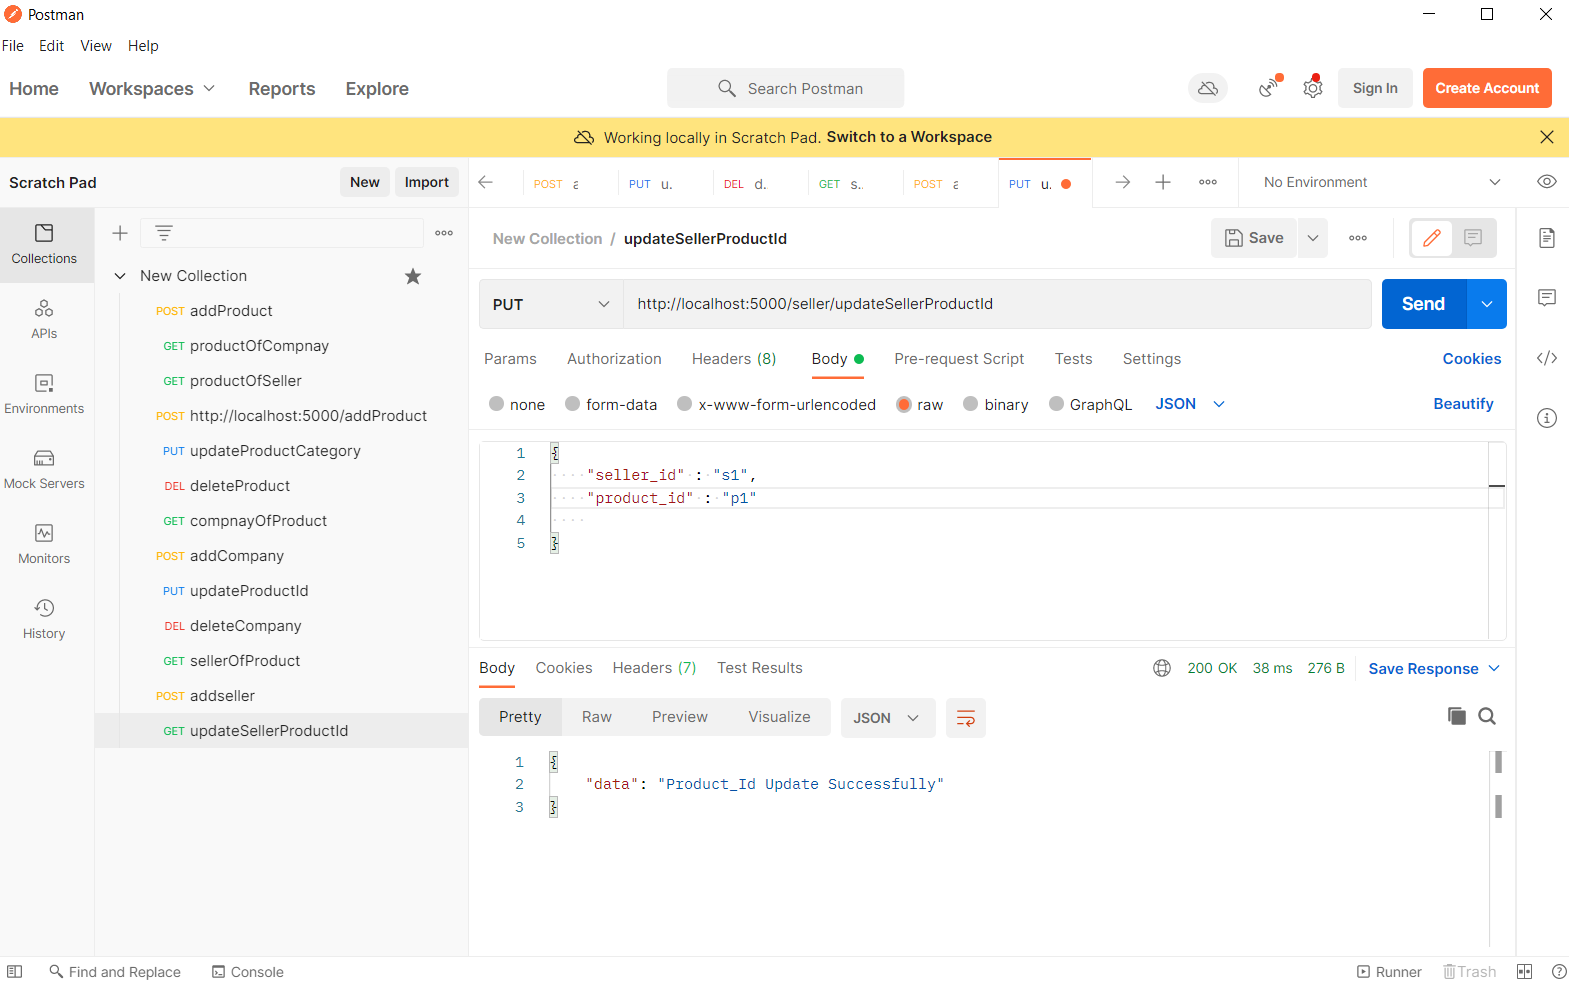 Postman
File Edit View Help
Home Workspaces Reports Explore Search Postman Sign In Create Account
Working locally in Scratch Pad. Switch to a Workspace
Scratch Pad New Import
POST PUT u. DEL d. GET s.. POST PUT u. No Environment
Collections
APIs
Environments
Mock Servers
Monitors
History
New Collection
POST addProduct
GET productOfCompnay
GET productOfSeller
POST http://localhost:5000/addProduct
PUT updateProductCategory
DEL deleteProduct
GET compnayOfProduct
POST addCompany
PUT updateProductId
DEL deleteCompany
GET sellerOfProduct
POST addseller
GET updateSellerProductId
New Collection / updateSellerProductId Save
PUT http://localhost:5000/seller/updateSellerProductId Send
Params Authorization Headers (8) Body Pre-request Script Tests Settings Cookies
none form-data x-www-form-urlencoded raw binary GraphQL JSON Beautify
1 {
2 "seller_id" : "s1",
3 "product_id" : "p1"
4
5 }
Body Cookies Headers (7) Test Results 200 OK 38 ms 276 B Save Response
Pretty Raw Preview Visualize JSON
1 {
2 "data": "Product_Id Update Successfully"
3 }
Find and Replace Console Runner Trash